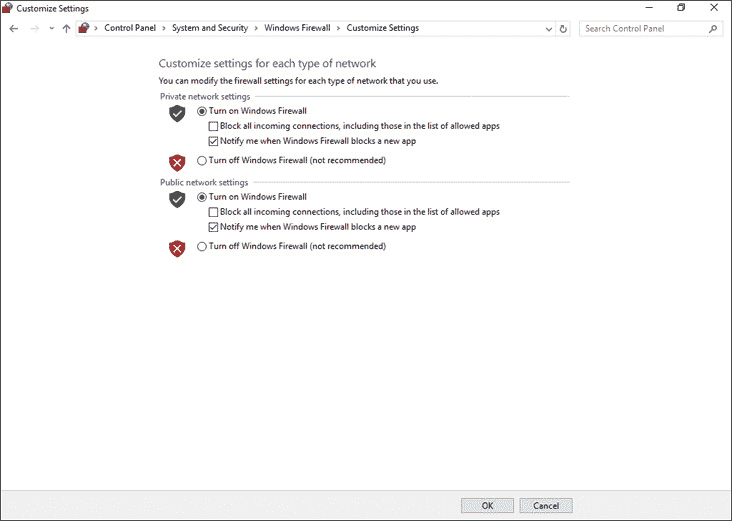 Customize Settings
Control Panel > System and Security > Windows Firewall > Customize Settings
Search Control Panel
Customize settings for each type of network
You can modify the firewall settings for each type of network that you use.
Private network settings
Turn on Windows Firewall
Block all incoming connections, including those in the list of allowed apps
Notify me when Windows Firewall blocks a new app
Turn off Windows Firewall (not recommended)
Public network settings
Turn on Windows Firewall
Block all incoming connections, including those in the list of allowed apps
Notify me when Windows Firewall blocks a new app
Turn off Windows Firewall (not recommended)
OK Cancel